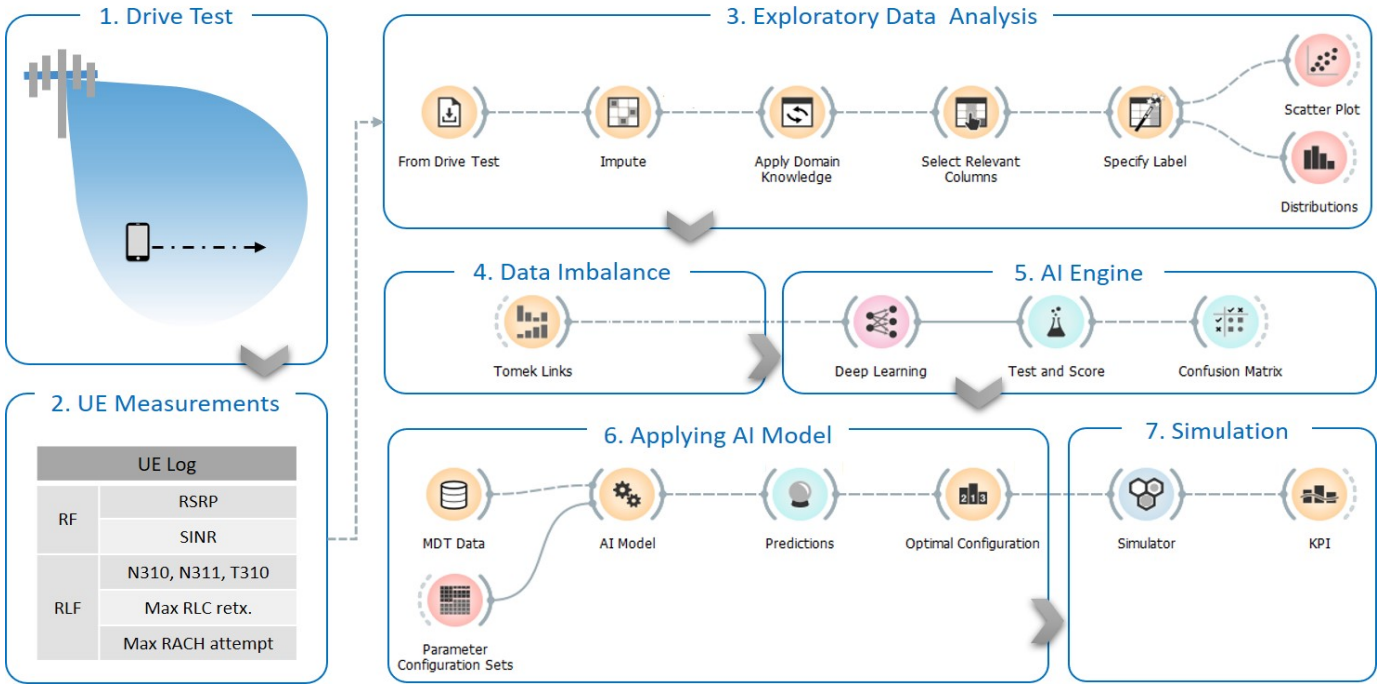 1. Drive Test
2. UE Measurements
UE Log
RF
RSRP
SINR
RLF
N310, N311, T310
Max RLC retx.
Max RACH attempt
3. Exploratory Data Analysis
From Drive Test
Impute
Apply Domain
Knowledge
Select Relevant
Columns
Specify Label
Scatter Plot
Distributions
4. Data Imbalance
Tomek Links
5. AI Engine
Deep Learning
Test and Score
Confusion Matrix
6. Applying AI Model
MDT Data
Parameter
Configuration Sets
AI Model
Predictions
2 1 3
Optimal Configuration
7. Simulation
Simulator
KPI